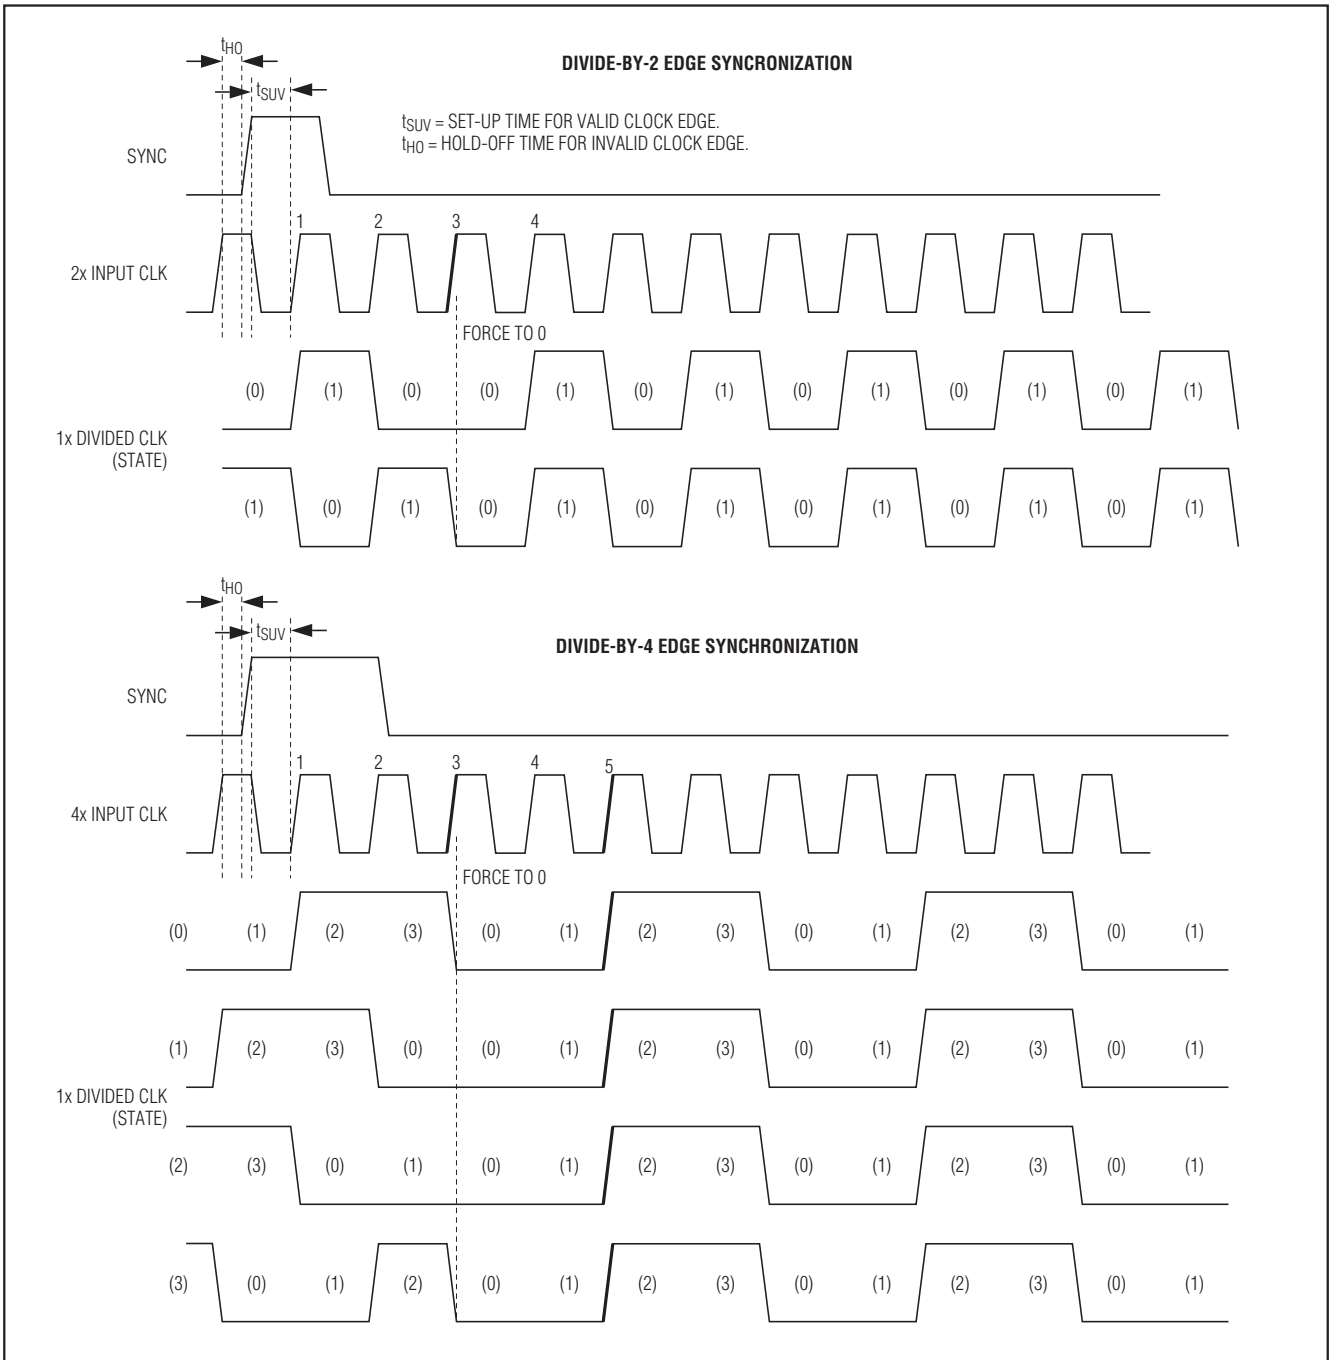 tHO
DIVIDE-BY-2 EDGE SYNCRONIZATION
tSUV
tSUV = SET-UP TIME FOR VALID CLOCK EDGE.
tHO = HOLD-OFF TIME FOR INVALID CLOCK EDGE.
SYNC
1 2 3 4
2x INPUT CLK
FORCE TO 0
(0) (1) (0) (0) (1) (0) (1) (0) (1) (0) (1) (0) (1)
1x DIVIDED CLK
(STATE)
(1) (0) (1) (0) (1) (0) (1) (0) (1) (0) (1) (0) (1)
tHO
tSUV
DIVIDE-BY-4 EDGE SYNCHRONIZATION
SYNC
1 2 3 4 5
4x INPUT CLK
FORCE TO 0
(0) (1) (2) (3) (0) (1) (2) (3) (0) (1) (2) (3) (0) (1)
(1) (2) (3) (0) (0) (1) (2) (3) (0) (1) (2) (3) (0) (1)
1x DIVIDED CLK
(STATE)
(2) (3) (0) (1) (0) (1) (2) (3) (0) (1) (2) (3) (0) (1)
(3) (0) (1) (2) (0) (1) (2) (3) (0) (1) (2) (3) (0) (1)